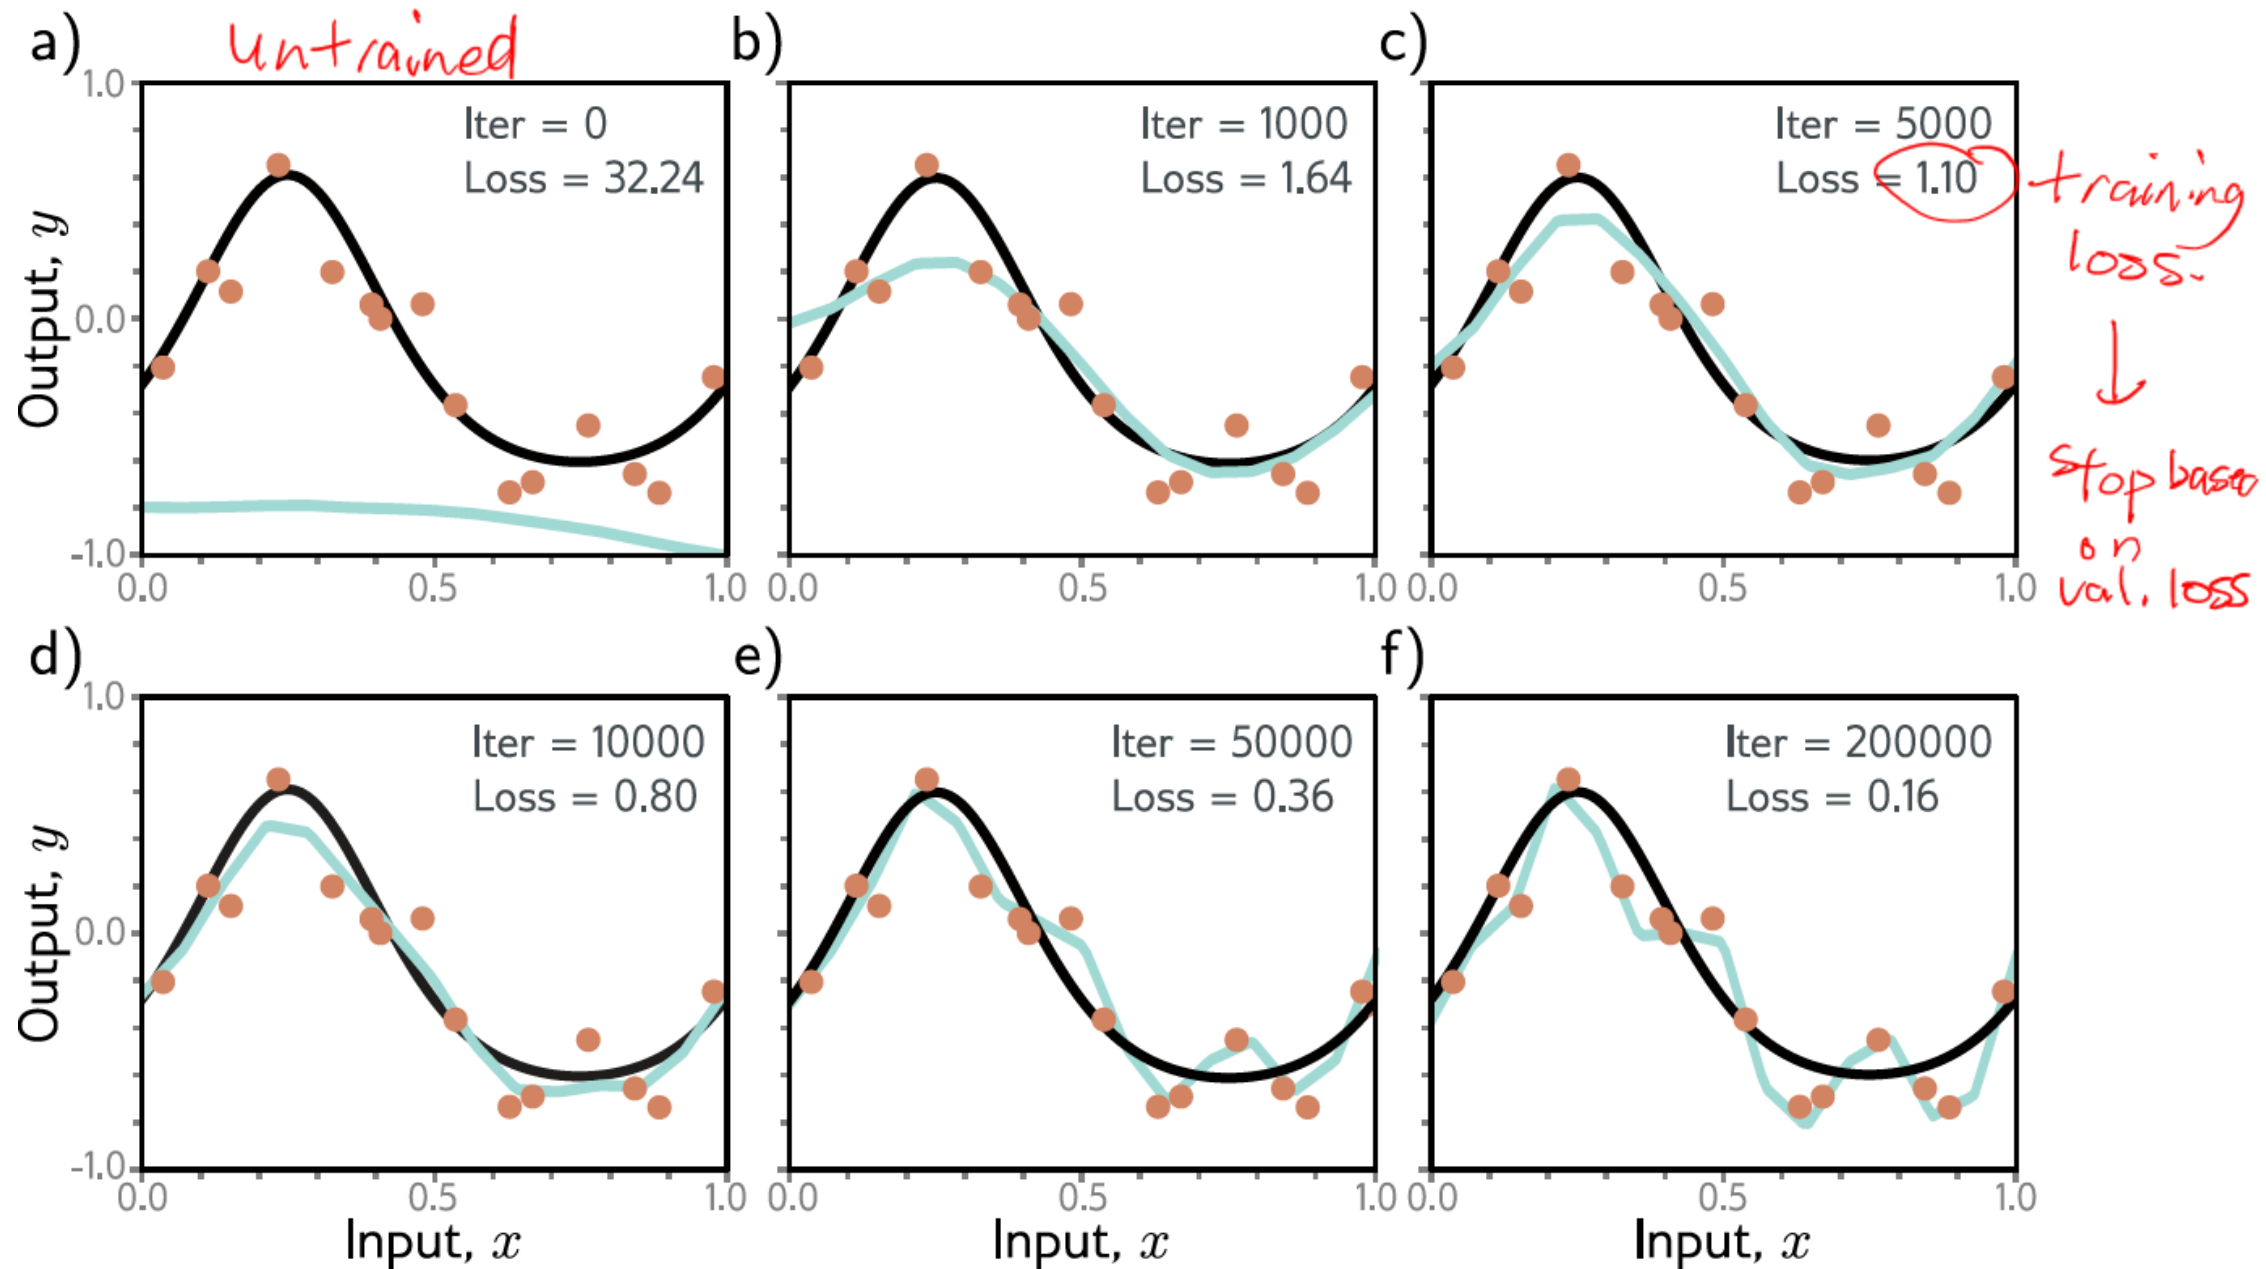 a) untrained
b)
c)
1.0
Iter = 0
Loss = 32.24
Iter = 1000
Loss = 1.64
Iter = 5000
Loss = 1.10
training
loss.
stop based
on
val. loss
Output, y
0.0
-1.0
0.0 0.5 1.0
0.0 0.5 1.0
0.0 0.5 1.0
d)
e)
f)
1.0
Iter = 10000
Loss = 0.80
Iter = 50000
Loss = 0.36
Iter = 200000
Loss = 0.16
Output, y
0.0
-1.0
0.0 0.5 1.0
0.0 0.5 1.0
0.0 0.5 1.0
Input, x
Input, x
Input, x